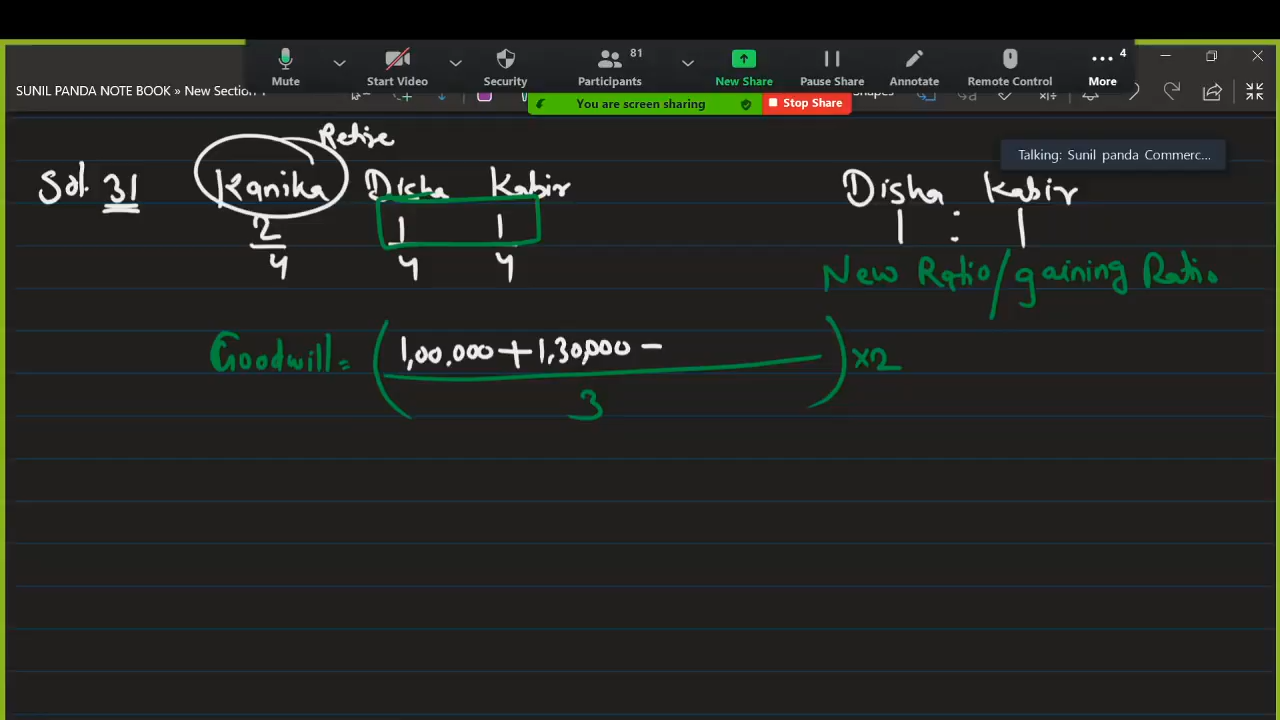 81
4
Mute
Start Video
Security
Participants
New Share
Pause Share
Annotate
Remote Control
More
SUNIL PANDA NOTE BOOK » New Section 1
You are screen sharing
Stop Share
Talking: Sunil panda Commerc...
Retire
Sol. 31 Kanika Disha Kabir
2/4 1/4 1/4
Disha Kabir
1 : 1
New Ratio/gaining Ratio
Goodwill = (1,00,000 + 1,30,000 − / 3) ×2